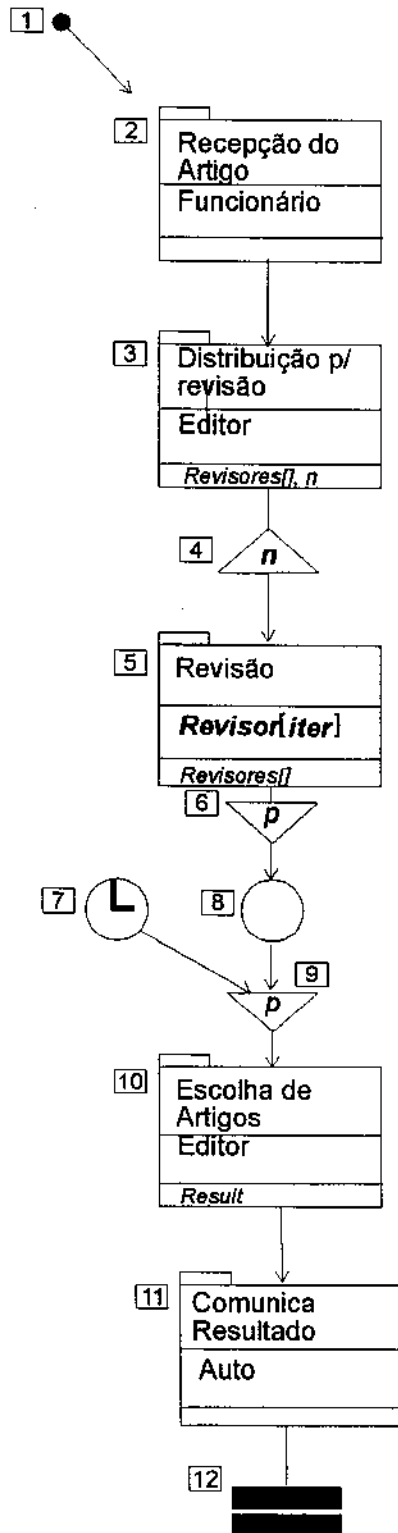 1
2
Recepção do
Artigo
Funcionário
3
Distribuição p/
revisão
Editor
Revisores[], n
4
n
5
Revisão
Revisor[iter]
Revisores[]
6
p
7
8
9
p
10
Escolha de
Artigos
Editor
Result
11
Comunica
Resultado
Auto
12